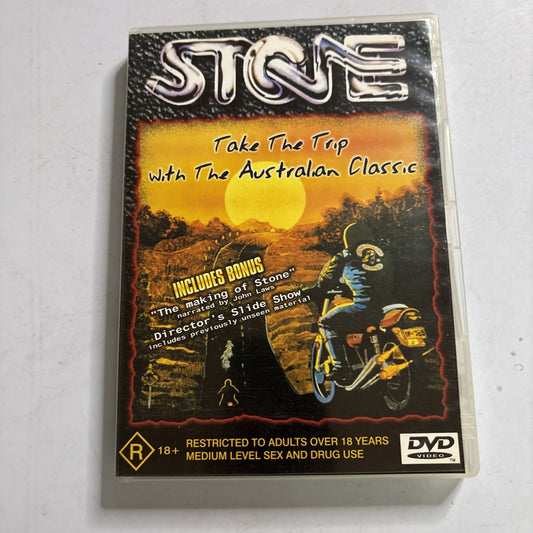 STONE
Take The Trip
with The Australian Classic
INCLUDES BONUS
"The making of Stone"
narrated by John Laws
Director's Slide Show
includes previously unseen material
R 18+
RESTRICTED TO ADULTS OVER 18 YEARS
MEDIUM LEVEL SEX AND DRUG USE
DVD
VIDEO
TM